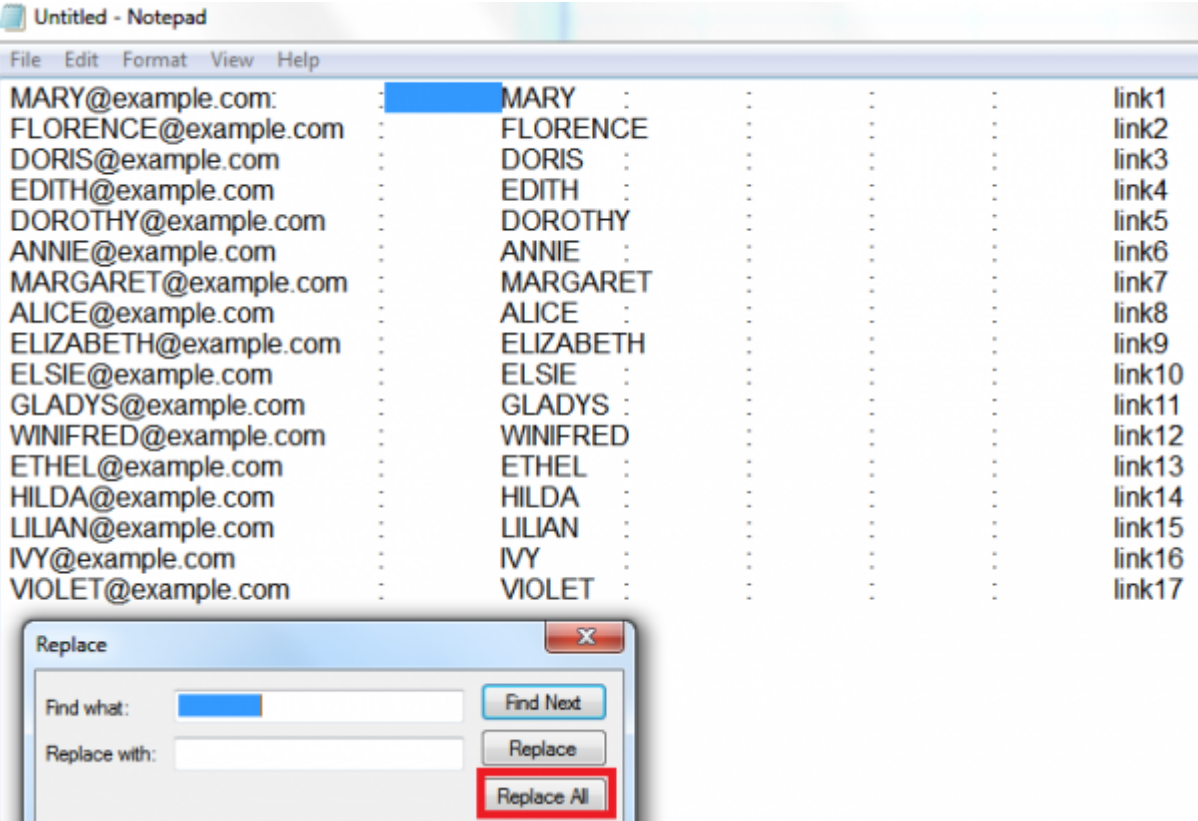 Untitled - Notepad
File Edit Format View Help
MARY@example.com: : MARY : : : : link1
FLORENCE@example.com : FLORENCE : : : link2
DORIS@example.com : DORIS : : : : link3
EDITH@example.com : EDITH : : : : link4
DOROTHY@example.com : DOROTHY : : : link5
ANNIE@example.com : ANNIE : : : : link6
MARGARET@example.com : MARGARET : : : link7
ALICE@example.com : ALICE : : : : link8
ELIZABETH@example.com : ELIZABETH : : : link9
ELSIE@example.com : ELSIE : : : : link10
GLADYS@example.com : GLADYS : : : : link11
WINIFRED@example.com : WINIFRED : : : link12
ETHEL@example.com : ETHEL : : : : link13
HILDA@example.com : HILDA : : : : link14
LILIAN@example.com : LILIAN : : : : link15
IVY@example.com : IVY : : : : link16
VIOLET@example.com : VIOLET : : : : link17
Replace
Find what:
Find Next
Replace with:
Replace
Replace All